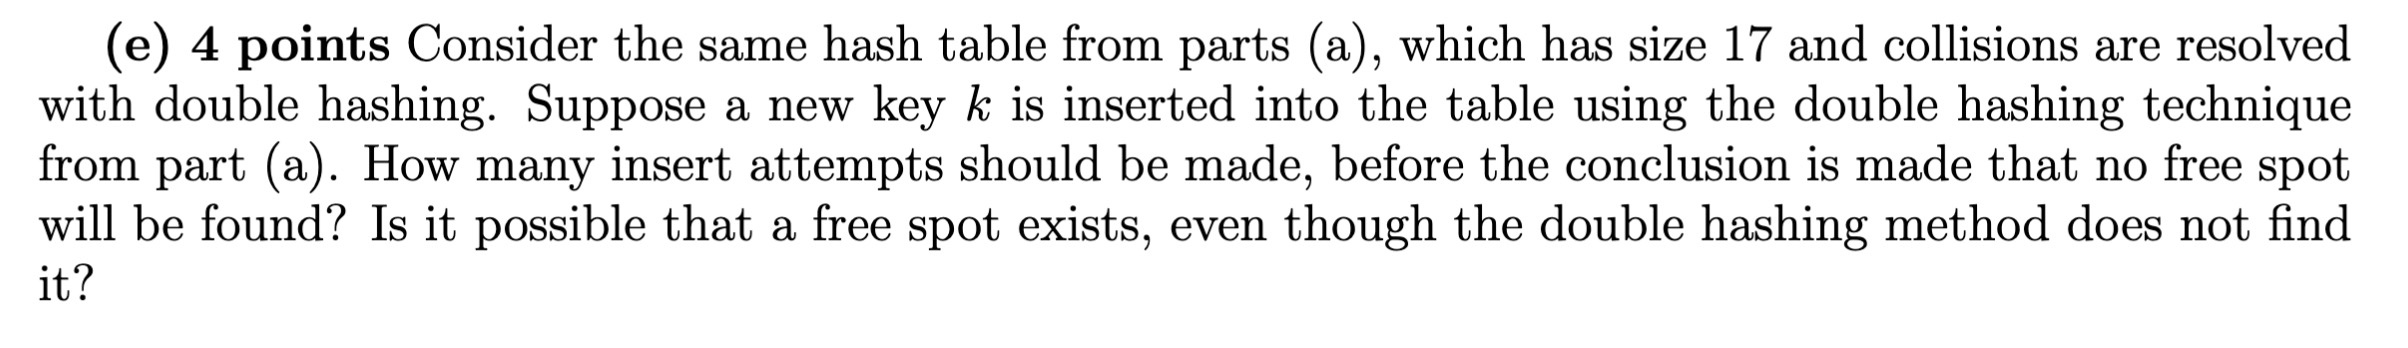 (e) 4 points Consider the same hash table from parts (a), which has size 17 and collisions are resolved
with double hashing. Suppose a new key k is inserted into the table using the double hashing technique
from part (a). How many insert attempts should be made, before the conclusion is made that no free spot
will be found? Is it possible that a free spot exists, even though the double hashing method does not find
it?